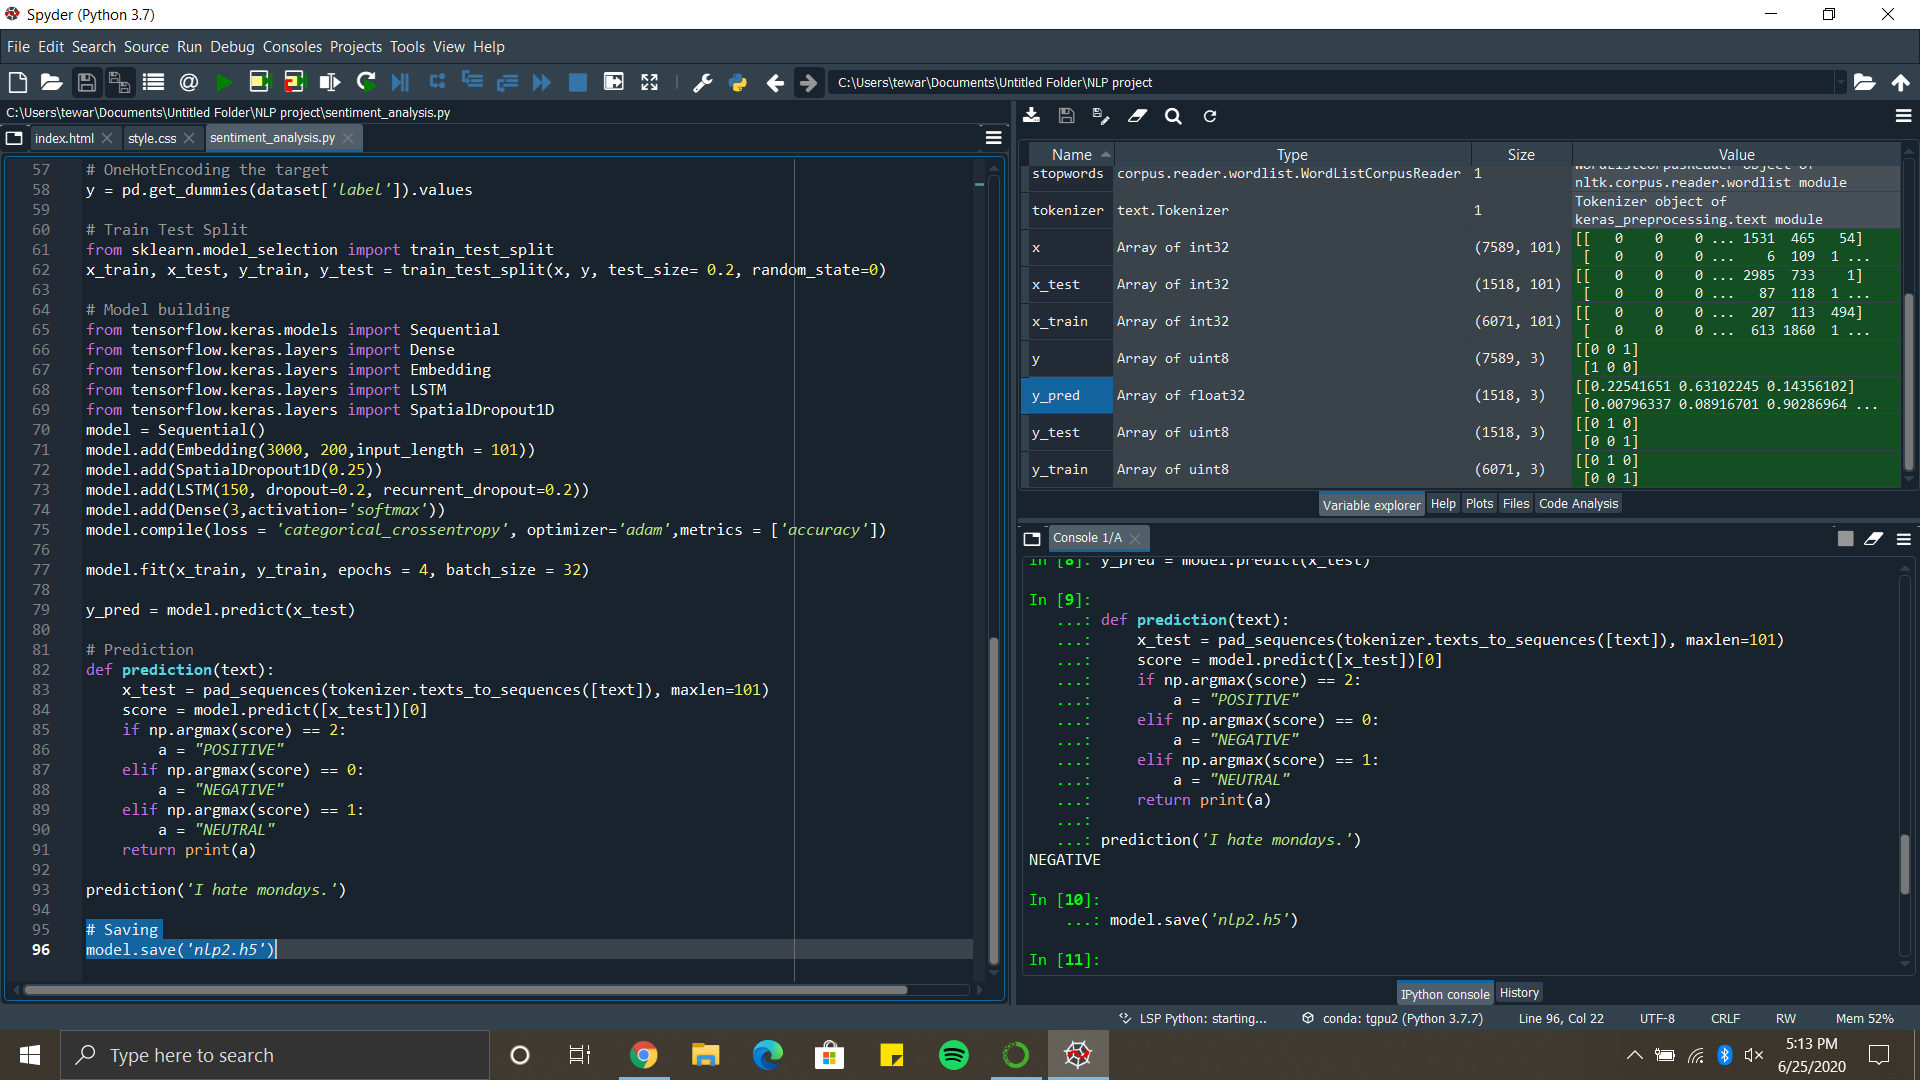 Spyder (Python 3.7)
File Edit Search Source Run Debug Consoles Projects Tools View Help
C:\Users\tewar\Documents\Untitled Folder\NLP project
C:\Users\tewar\Documents\Untitled Folder\NLP project\sentiment_analysis.py
index.html style.css sentiment_analysis.py
57 # OneHotEncoding the target
58 y = pd.get_dummies(dataset['label']).values
59
60 # Train Test Split
61 from sklearn.model_selection import train_test_split
62 x_train, x_test, y_train, y_test = train_test_split(x, y, test_size= 0.2, random_state=0)
63
64 # Model building
65 from tensorflow.keras.models import Sequential
66 from tensorflow.keras.layers import Dense
67 from tensorflow.keras.layers import Embedding
68 from tensorflow.keras.layers import LSTM
69 from tensorflow.keras.layers import SpatialDropout1D
70 model = Sequential()
71 model.add(Embedding(3000, 200,input_length = 101))
72 model.add(SpatialDropout1D(0.25))
73 model.add(LSTM(150, dropout=0.2, recurrent_dropout=0.2))
74 model.add(Dense(3,activation='softmax'))
75 model.compile(loss = 'categorical_crossentropy', optimizer='adam',metrics = ['accuracy'])
76
77 model.fit(x_train, y_train, epochs = 4, batch_size = 32)
78
79 y_pred = model.predict(x_test)
80
81 # Prediction
82 def prediction(text):
83 x_test = pad_sequences(tokenizer.texts_to_sequences([text]), maxlen=101)
84 score = model.predict([x_test])[0]
85 if np.argmax(score) == 2:
86 a = "POSITIVE"
87 elif np.argmax(score) == 0:
88 a = "NEGATIVE"
89 elif np.argmax(score) == 1:
90 a = "NEUTRAL"
91 return print(a)
92
93 prediction('I hate mondays.')
94
95 # Saving
96 model.save('nlp2.h5')
Name Type Size Value
stopwords corpus.reader.wordlist.WordListCorpusReader 1 WordListCorpusReader object of
nltk.corpus.reader.wordlist module
tokenizer text.Tokenizer 1 Tokenizer object of
keras_preprocessing.text module
x Array of int32 (7589, 101) [[ 0 0 0 ... 1531 465 54]
[ 0 0 0 ... 6 109 1 ...
x_test Array of int32 (1518, 101) [[ 0 0 0 ... 2985 733 1]
[ 0 0 0 ... 87 118 1 ...
x_train Array of int32 (6071, 101) [[ 0 0 0 ... 207 113 494]
[ 0 0 0 ... 613 1860 1 ...
y Array of uint8 (7589, 3) [[0 0 1]
[1 0 0]
y_pred Array of float32 (1518, 3) [[0.22541651 0.63102245 0.14356102]
[0.00796337 0.08916701 0.90286964 ...
y_test Array of uint8 (1518, 3) [[0 1 0]
[0 0 1]
y_train Array of uint8 (6071, 3) [[0 1 0]
[0 0 1]
Variable explorer Help Plots Files Code Analysis
Console 1/A
In [8]: y_pred = model.predict(x_test)
In [9]:
...: def prediction(text):
...: x_test = pad_sequences(tokenizer.texts_to_sequences([text]), maxlen=101)
...: score = model.predict([x_test])[0]
...: if np.argmax(score) == 2:
...: a = "POSITIVE"
...: elif np.argmax(score) == 0:
...: a = "NEGATIVE"
...: elif np.argmax(score) == 1:
...: a = "NEUTRAL"
...: return print(a)
...:
...: prediction('I hate mondays.')
NEGATIVE
In [10]:
...: model.save('nlp2.h5')
In [11]:
IPython console History
LSP Python: starting... conda: tgpu2 (Python 3.7.7) Line 96, Col 22 UTF-8 CRLF RW Mem 52%
Type here to search
5:13 PM
6/25/2020